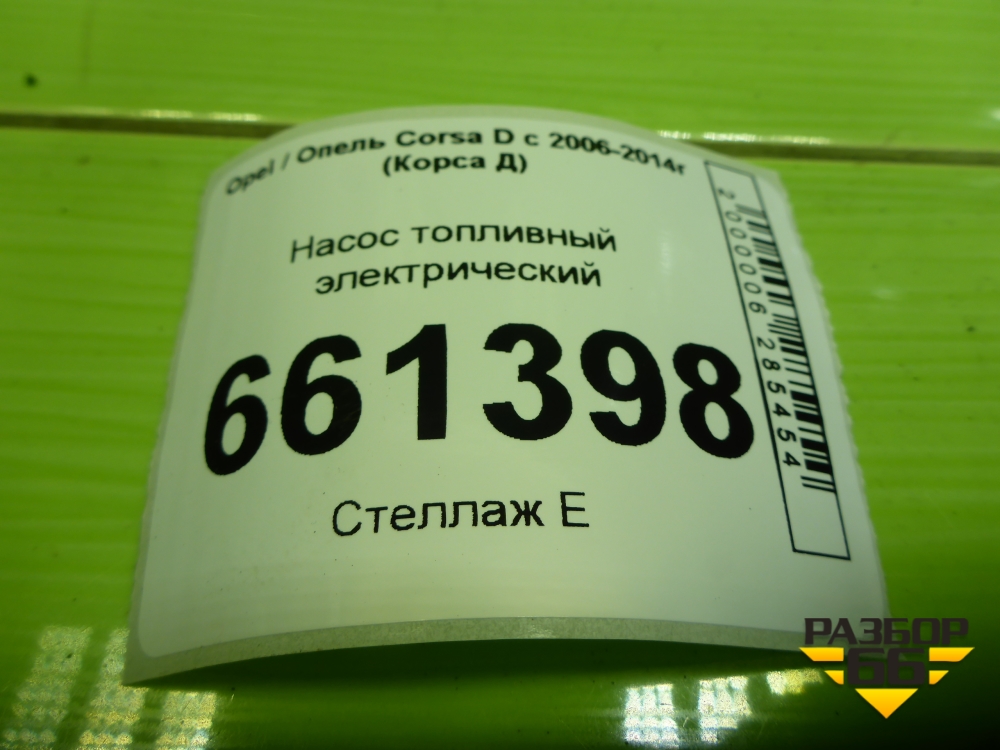 Opel / Опель Corsa D с 2006-2014г
(Корса Д)
Насос топливный
электрический
661398
Стеллаж Е
2000006285454
РАЗБОР
66